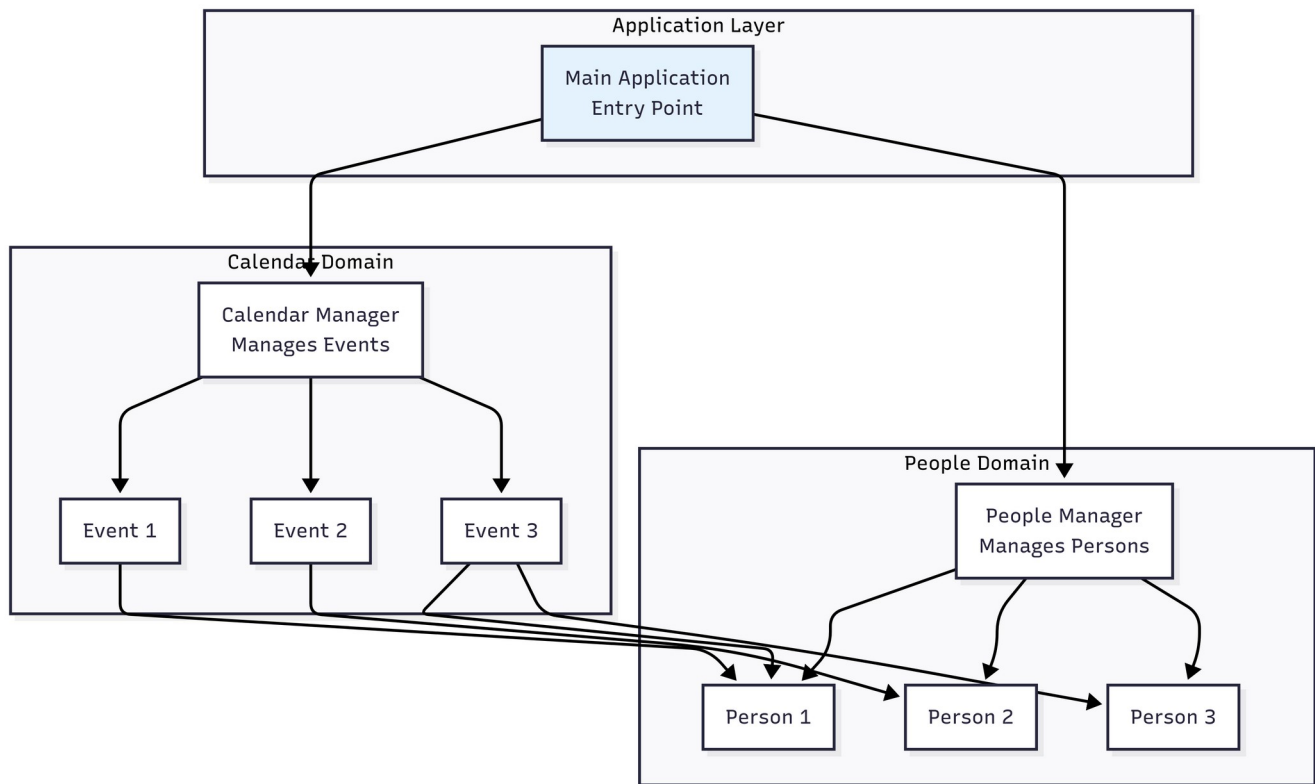 Application Layer
Main Application
Entry Point
Calendar Domain
Calendar Manager
Manages Events
Event 1
Event 2
Event 3
People Domain
People Manager
Manages Persons
Person 1
Person 2
Person 3